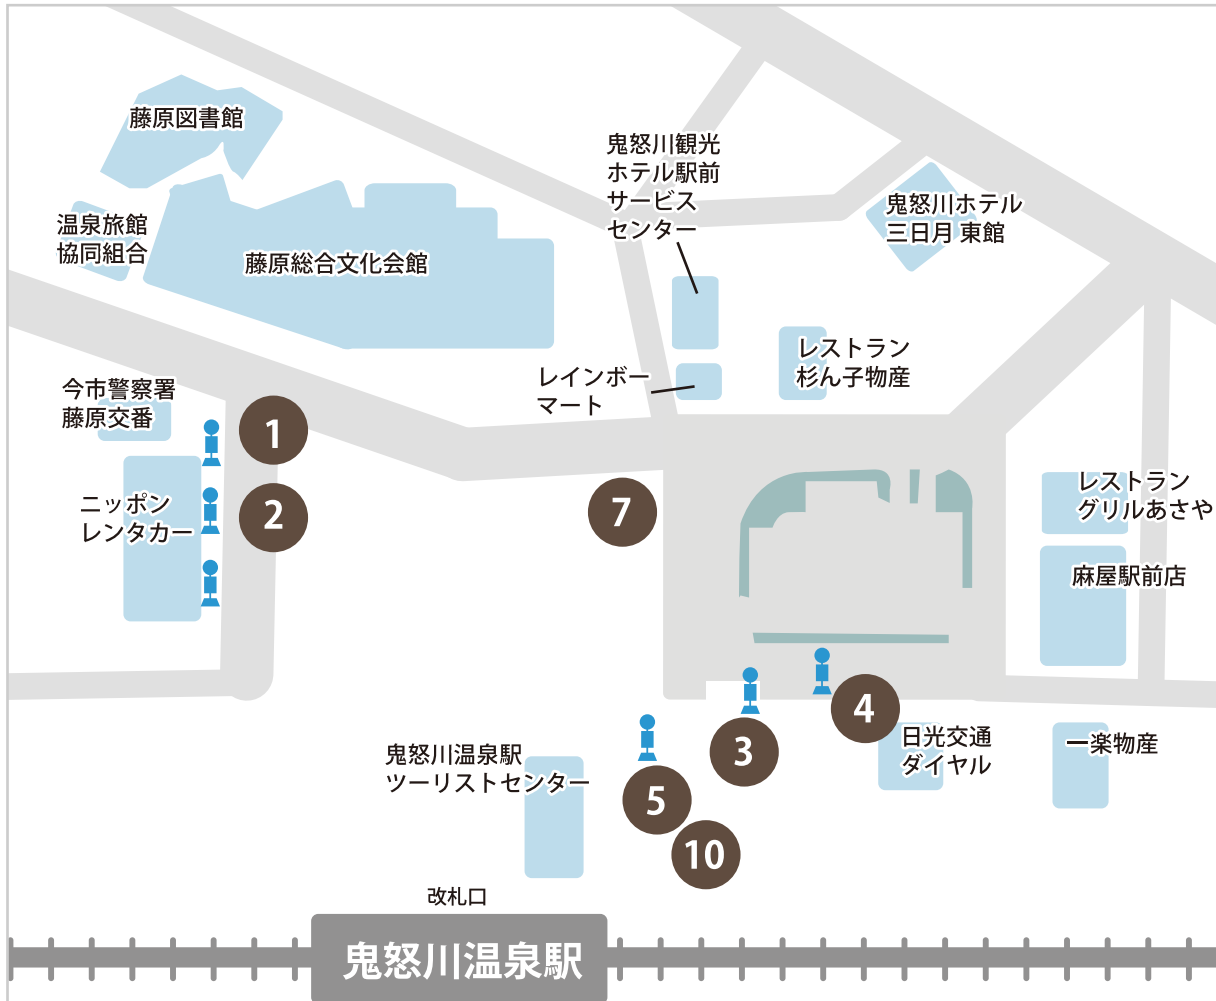 藤原図書館
鬼怒川観光
ホテル駅前
サービス
センター
鬼怒川ホテル
三日月 東館
温泉旅館
協同組合
藤原総合文化会館
レストラン
杉ん子物産
レインボー
マート
今市警察署
藤原交番
1
ニッポン
レンタカー
2
7
レストラン
グリルあさや
麻屋駅前店
4
3
日光交通
ダイヤル
一楽物産
鬼怒川温泉駅
ツーリストセンター
5
10
改札口
鬼怒川温泉駅